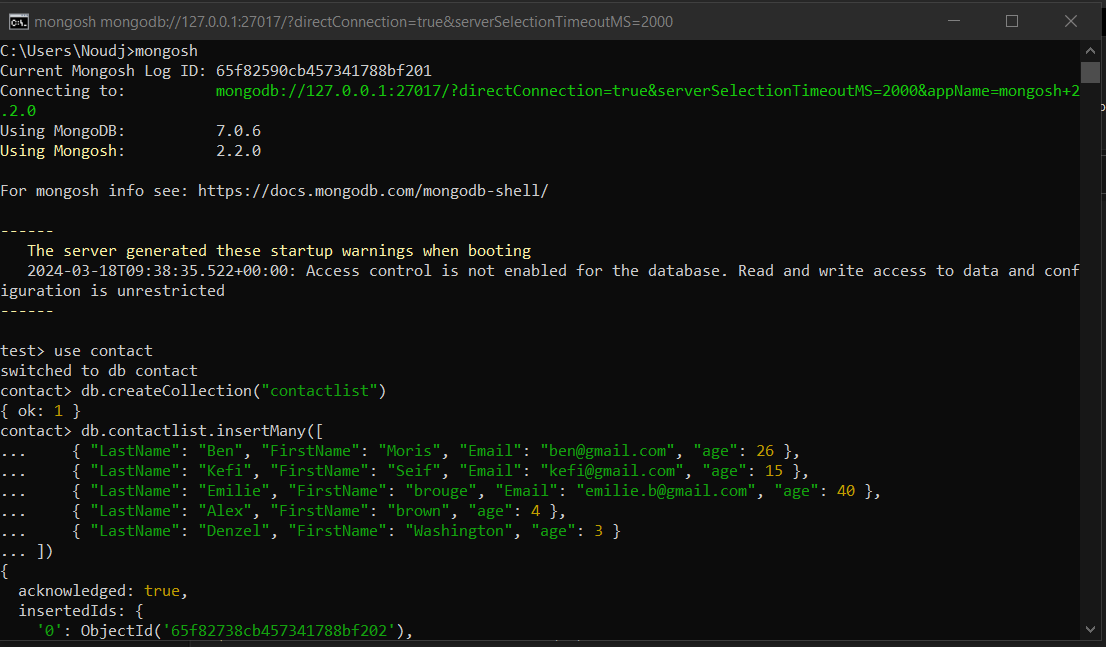 mongosh mongodb://127.0.0.1:27017/?directConnection=true&serverSelectionTimeoutMS=2000
C:\Users\Noudj>mongosh
Current Mongosh Log ID: 65f82590cb457341788bf201
Connecting to:          mongodb://127.0.0.1:27017/?directConnection=true&serverSelectionTimeoutMS=2000&appName=mongosh+2
.2.0
Using MongoDB:          7.0.6
Using Mongosh:          2.2.0
For mongosh info see: https://docs.mongodb.com/mongodb-shell/
------
   The server generated these startup warnings when booting
   2024-03-18T09:38:35.522+00:00: Access control is not enabled for the database. Read and write access to data and conf
iguration is unrestricted
------
test> use contact
switched to db contact
contact> db.createCollection("contactlist")
{ ok: 1 }
contact> db.contactlist.insertMany([
...     { "LastName": "Ben", "FirstName": "Moris", "Email": "ben@gmail.com", "age": 26 },
...     { "LastName": "Kefi", "FirstName": "Seif", "Email": "kefi@gmail.com", "age": 15 },
...     { "LastName": "Emilie", "FirstName": "brouge", "Email": "emilie.b@gmail.com", "age": 40 },
...     { "LastName": "Alex", "FirstName": "brown", "age": 4 },
...     { "LastName": "Denzel", "FirstName": "Washington", "age": 3 }
... ])
{
  acknowledged: true,
  insertedIds: {
    '0': ObjectId('65f82738cb457341788bf202'),